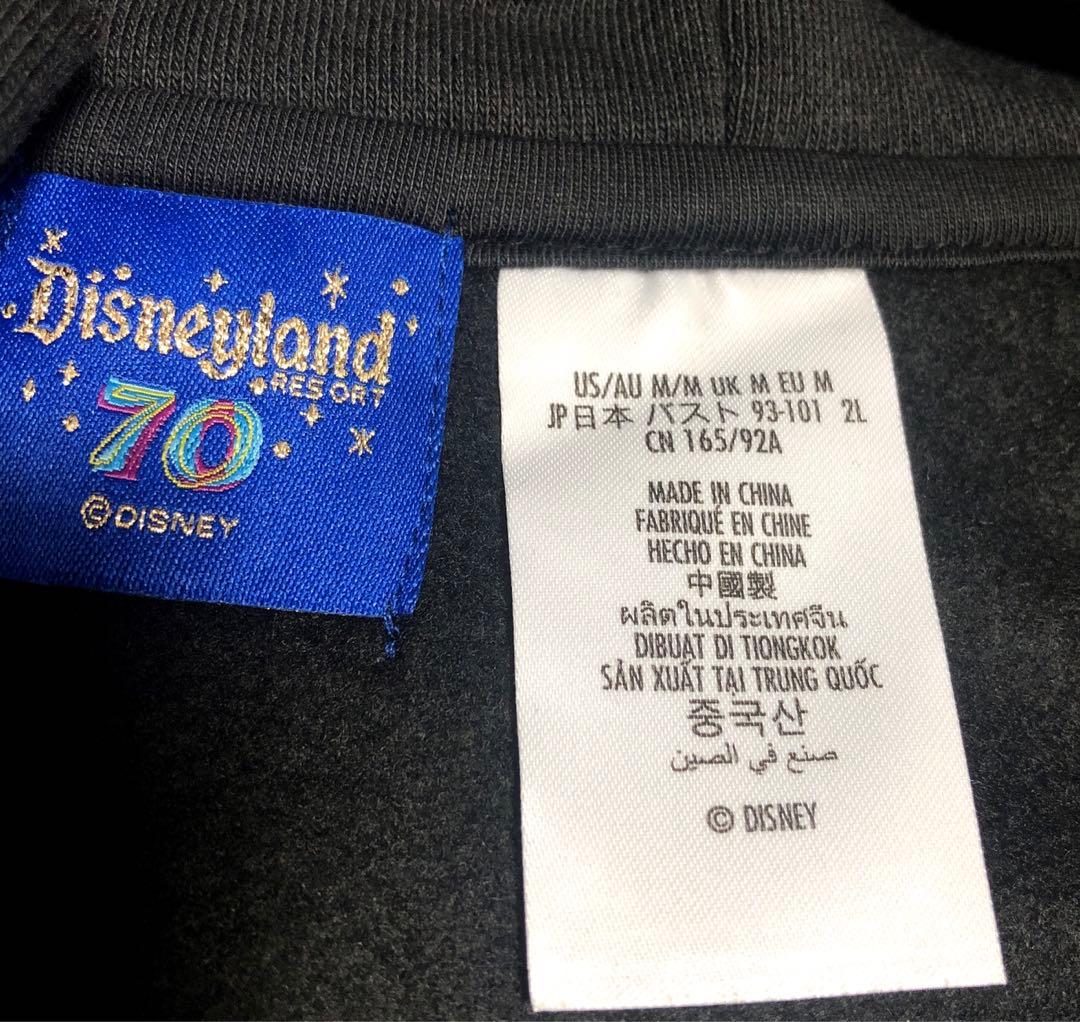 Disneyland
RESORT
70
© DISNEY
US/AU M/M UK M EU M
JP日本 バスト 93-101 2L
CN 165/92A
MADE IN CHINA
FABRIQUÉ EN CHINE
HECHO EN CHINA
中國製
ผลิตในประเทศจีน
DIBUAT DI TIONGKOK
SẢN XUẤT TẠI TRUNG QUỐC
중국산
صنع في الصين
© DISNEY